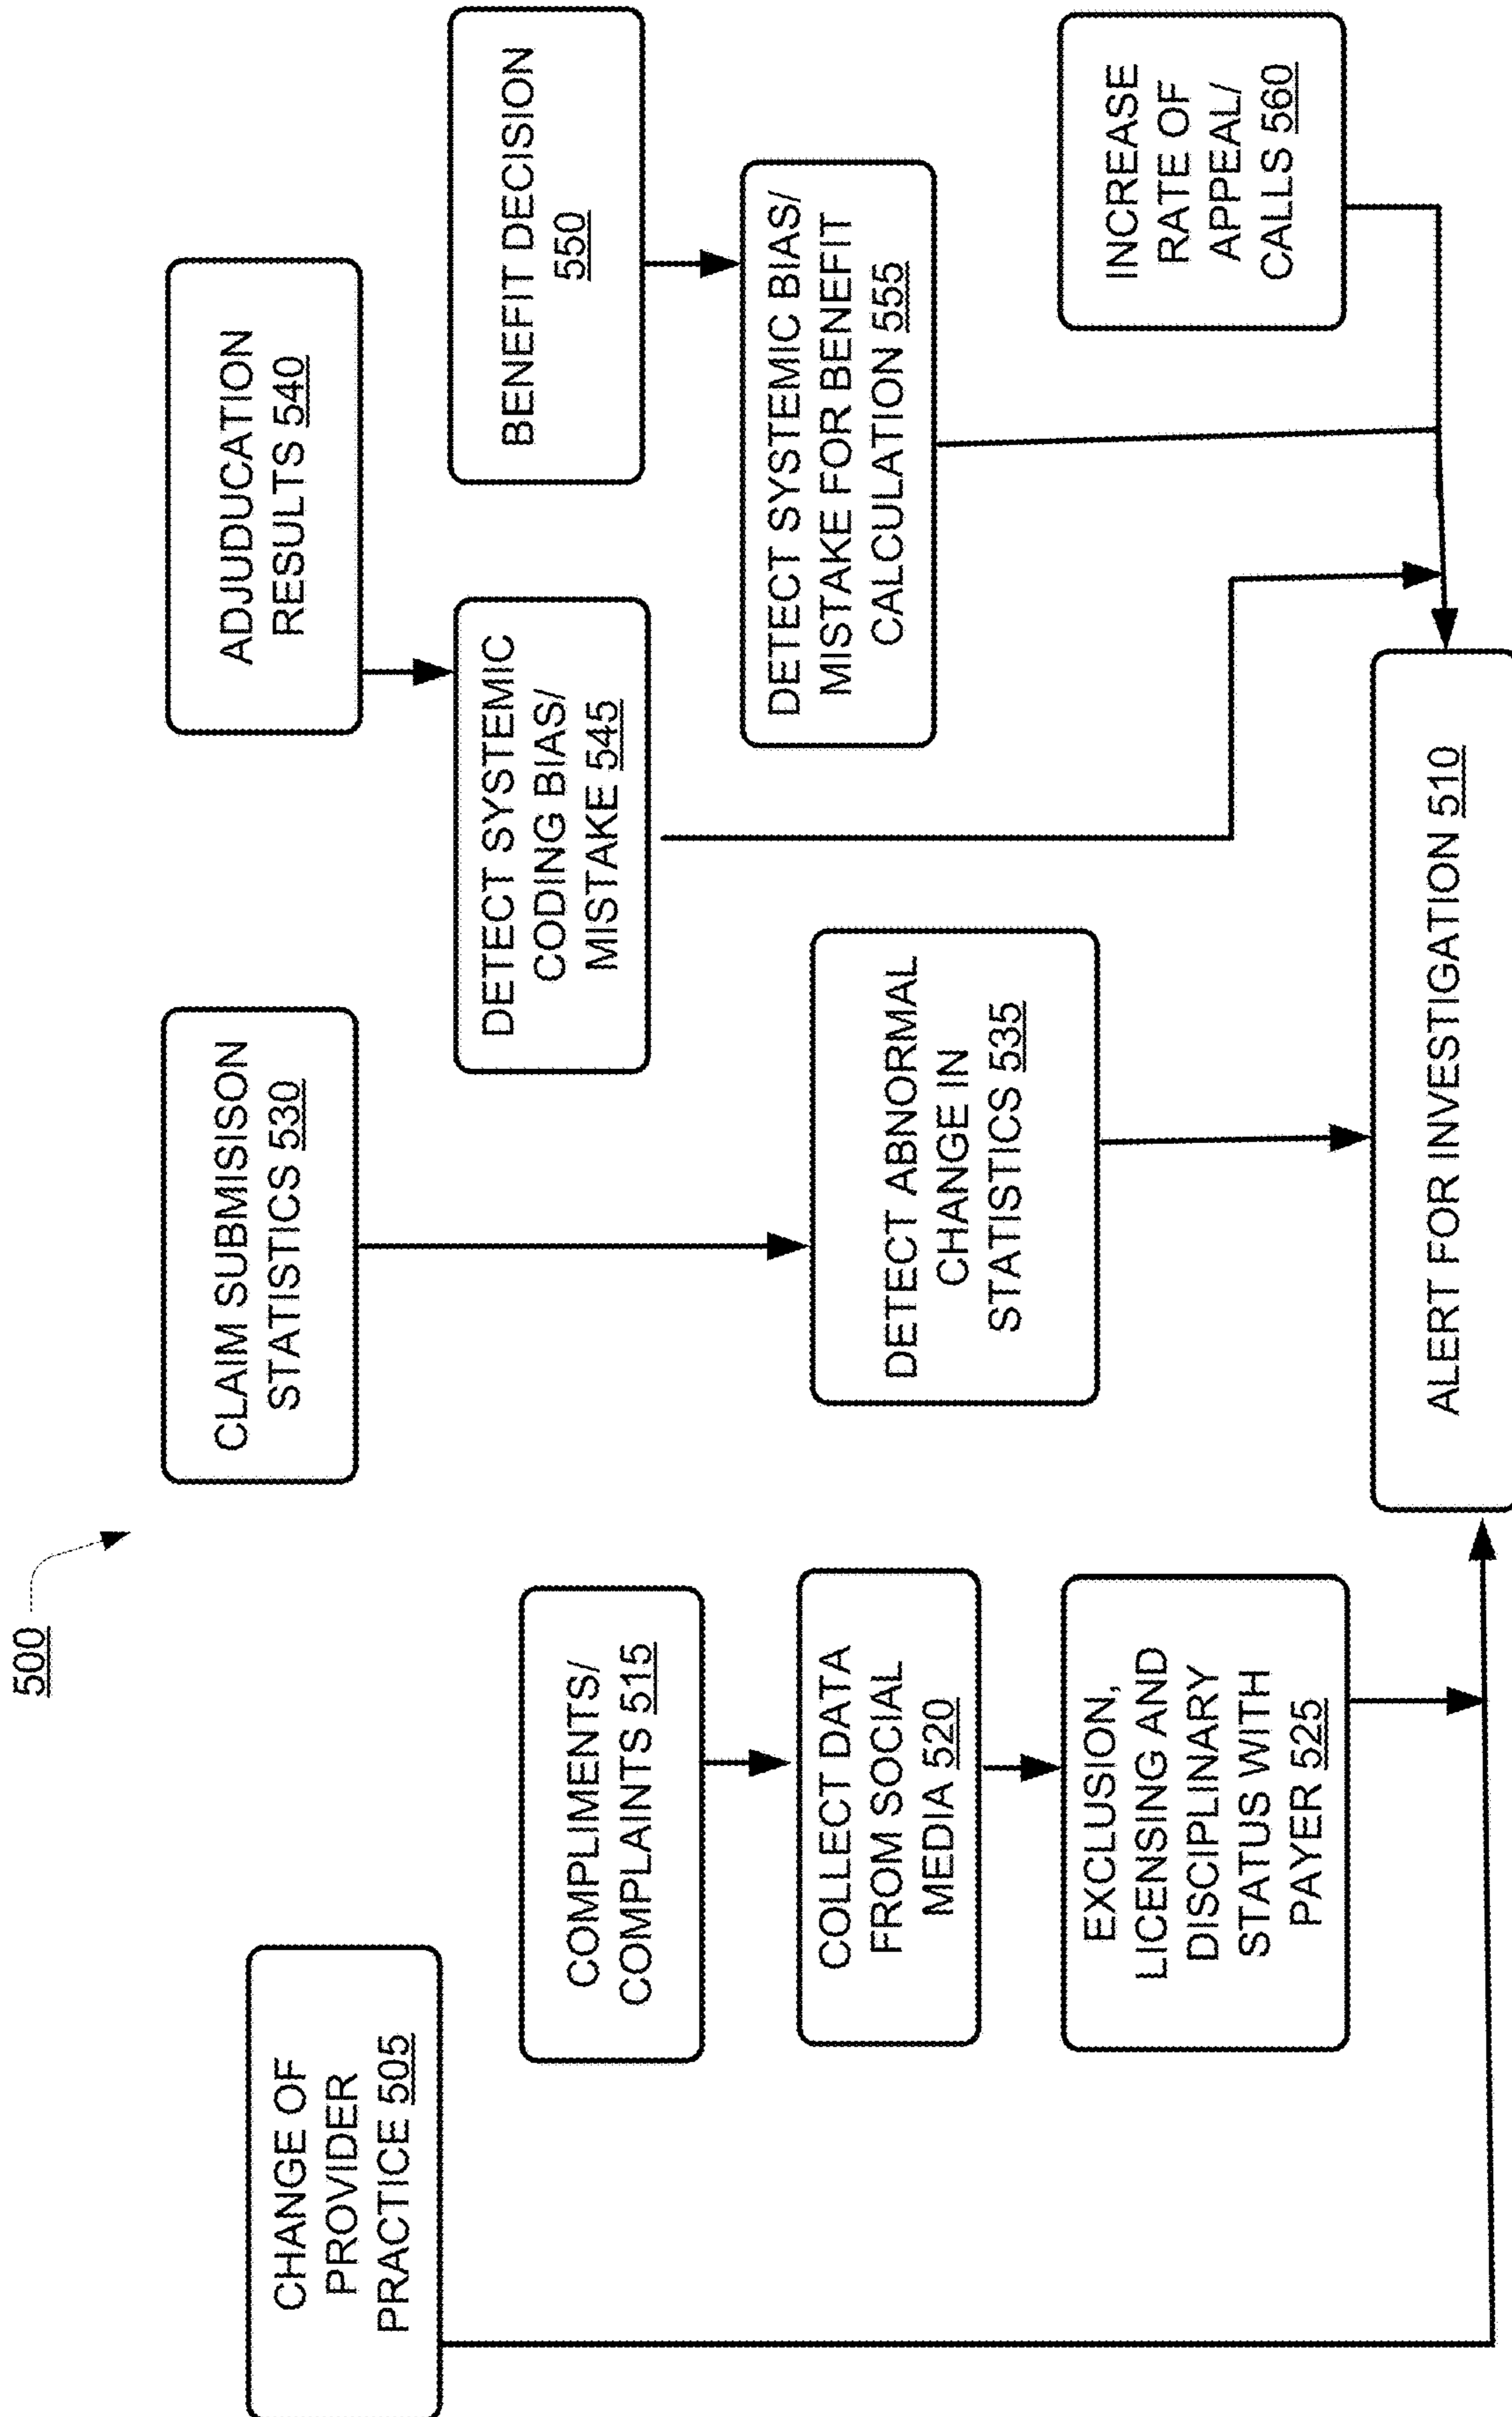 500
CHANGE OF
PROVIDER
PRACTICE 505
COMPLIMENTS/
COMPLAINTS 515
COLLECT DATA
FROM SOCIAL
MEDIA 520
EXCLUSION,
LICENSING AND
DISCIPLINARY
STATUS WITH
PAYER 525
CLAIM SUBMISISON
STATISTICS 530
DETECT ABNORMAL
CHANGE IN
STATISTICS 535
ADJUDUCATION
RESULTS 540
DETECT SYSTEMIC
CODING BIAS/
MISTAKE 545
BENEFIT DECISION
550
DETECT SYSTEMIC BIAS/
MISTAKE FOR BENEFIT
CALCULATION 555
INCREASE
RATE OF
APPEAL/
CALLS 560
ALERT FOR INVESTIGATION 510